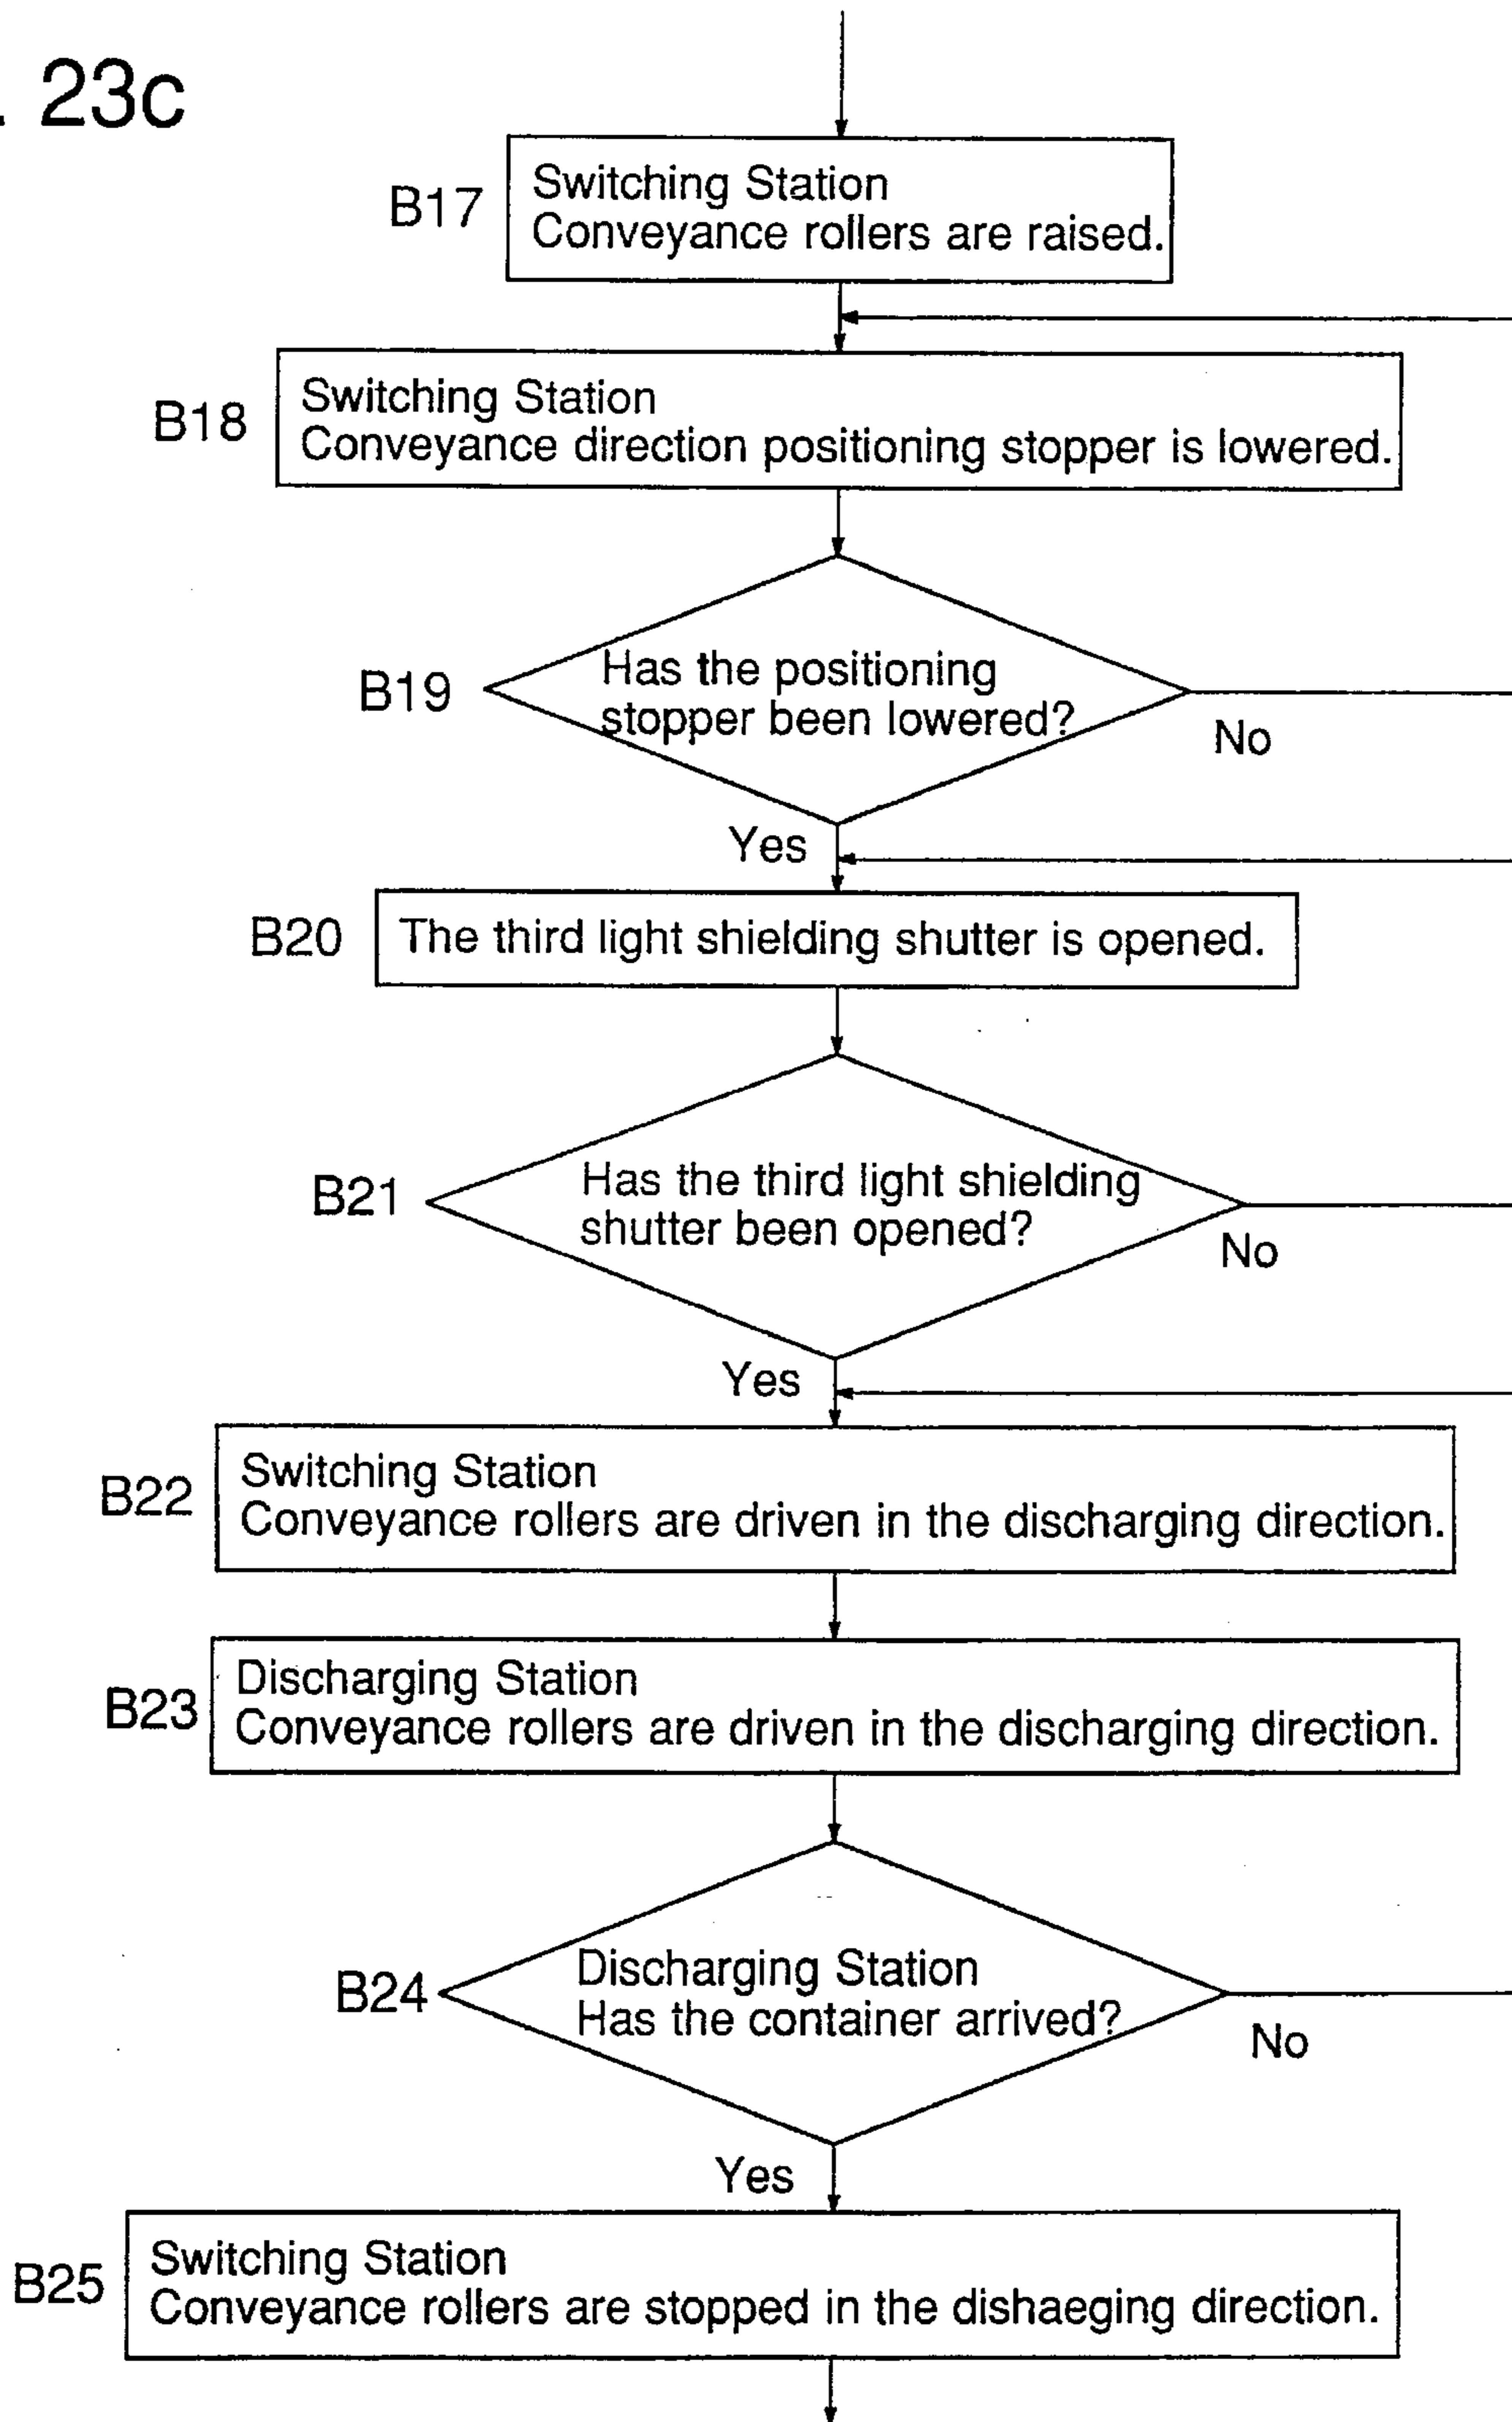 . 23c
B17
Switching Station
Conveyance rollers are raised.
B18
Switching Station
Conveyance direction positioning stopper is lowered.
B19
Has the positioning
stopper been lowered?
No
Yes
B20
The third light shielding shutter is opened.
B21
Has the third light shielding
shutter been opened?
No
Yes
B22
Switching Station
Conveyance rollers are driven in the discharging direction.
B23
Discharging Station
Conveyance rollers are driven in the discharging direction.
B24
Discharging Station
Has the container arrived?
No
Yes
B25
Switching Station
Conveyance rollers are stopped in the dishaeging direction.